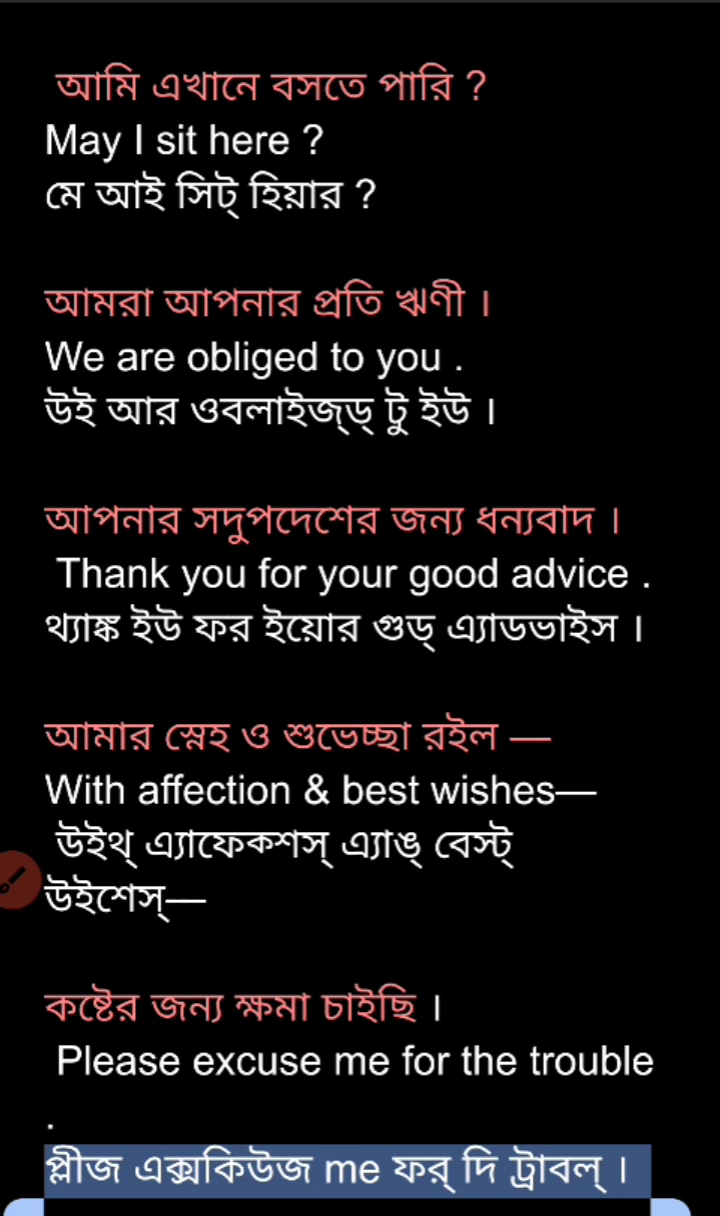 আমি এখানে বসতে পারি ?
May I sit here ?
মে আই সিট্ হিয়ার ?
আমরা আপনার প্রতি ঋণী ।
We are obliged to you .
উই আর ওবলাইজ্ড্ টু ইউ ।
আপনার সদুপদেশের জন্য ধন্যবাদ ।
Thank you for your good advice .
থ্যাঙ্ক ইউ ফর ইয়োর গুড্ এ্যাডভাইস ।
আমার স্নেহ ও শুভেচ্ছা রইল —
With affection & best wishes—
উইথ্ এ্যাফেকশস্ এ্যাঙ্ বেস্ট্
উইশেস্—
কষ্টের জন্য ক্ষমা চাইছি ।
Please excuse me for the trouble
.
প্লীজ এক্সকিউজ me ফর্ দি ট্রাবল্ ।